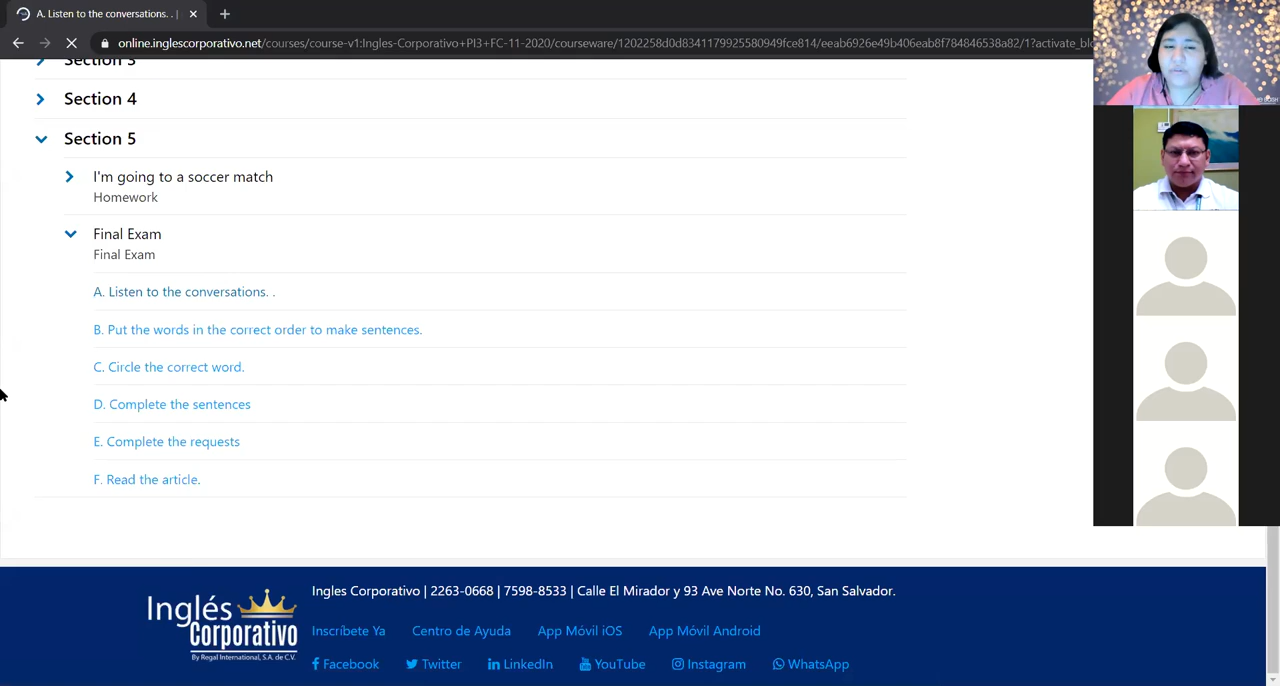 A. Listen to the conversations. . |
online.inglescorporativo.net/courses/course-v1:Ingles-Corporativo+PI3+FC-11-2020/courseware/1202258d0d8341179925580949fce814/eeab6926e49b406eab8f784846538a82/1?activate_blo
Section 3
Section 4
Section 5
I'm going to a soccer match
Homework
Final Exam
Final Exam
A. Listen to the conversations. .
B. Put the words in the correct order to make sentences.
C. Circle the correct word.
D. Complete the sentences
E. Complete the requests
F. Read the article.
Inglés
Corporativo
By Regal International, S.A. de C.V.
Ingles Corporativo | 2263-0668 | 7598-8533 | Calle El Mirador y 93 Ave Norte No. 630, San Salvador.
Inscríbete Ya Centro de Ayuda App Móvil iOS App Móvil Android
Facebook Twitter LinkedIn YouTube Instagram WhatsApp